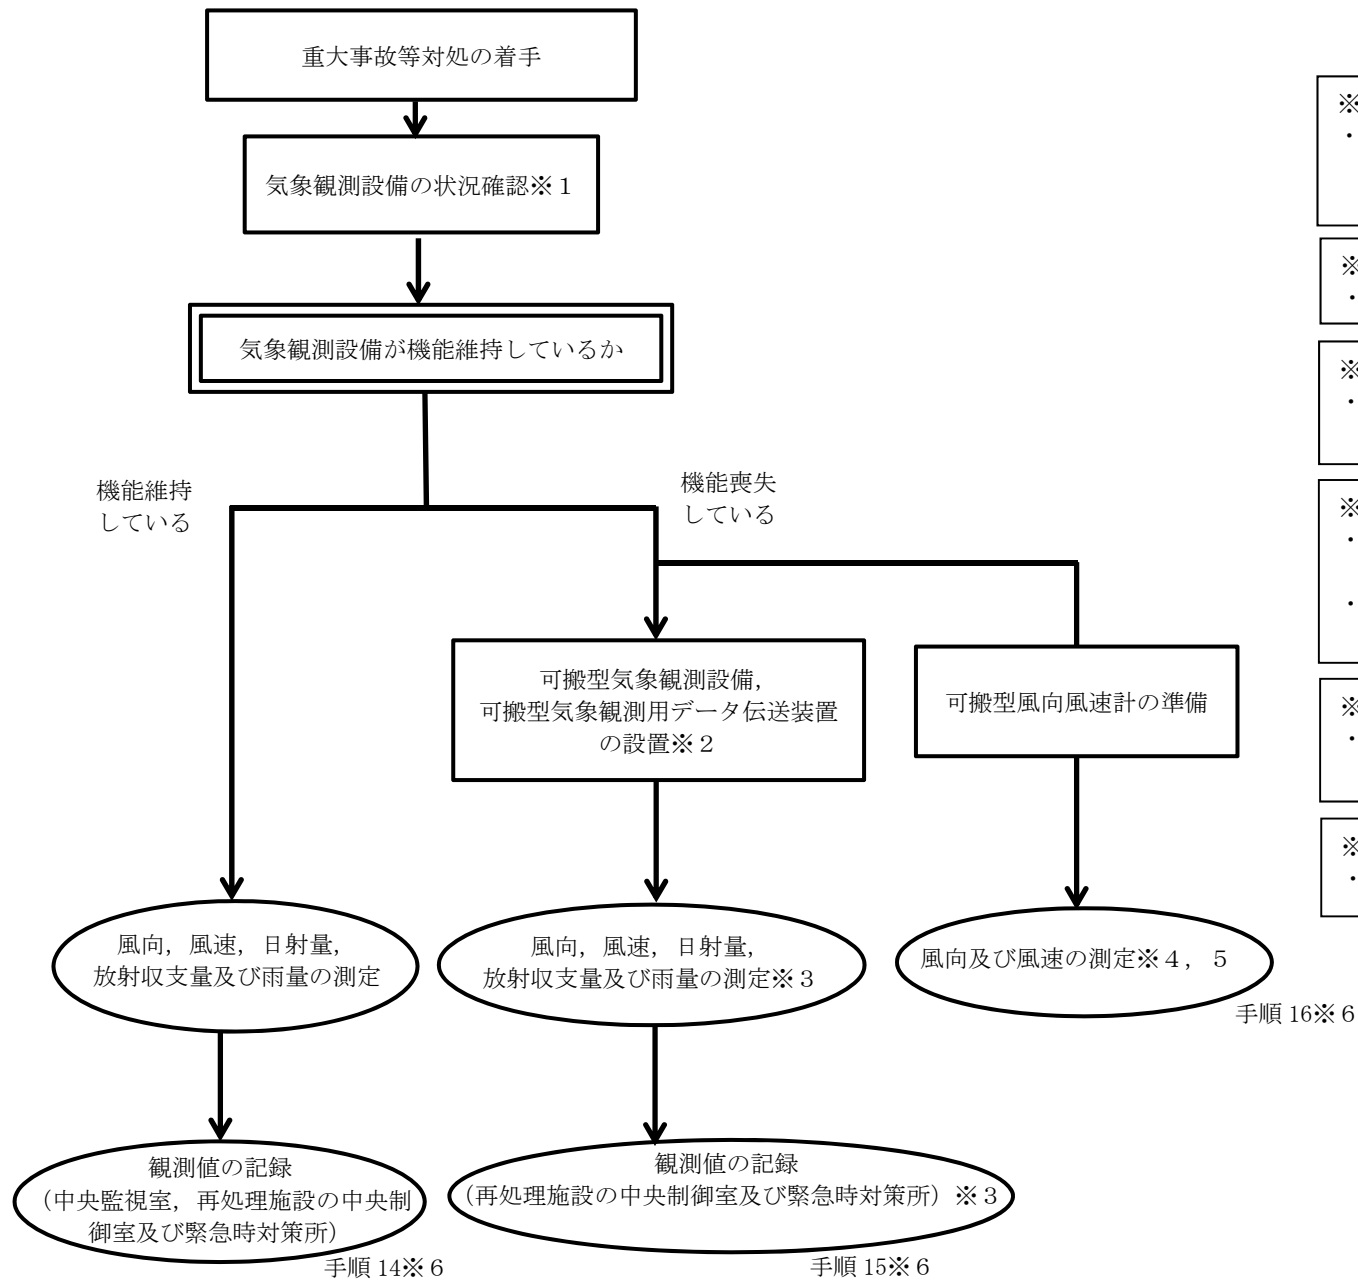 重大事故等対処の着手
気象観測設備の状況確認※１
気象観測設備が機能維持しているか
機能維持
している
機能喪失
している
可搬型気象観測設備，
可搬型気象観測用データ伝送装置
の設置※２
可搬型風向風速計の準備
風向，風速，日射量，
放射収支量及び雨量の測定
風向，風速，日射量，
放射収支量及び雨量の測定※３
風向及び風速の測定※４，５
手順 16※６
観測値の記録
（中央監視室，再処理施設の中央制
御室及び緊急時対策所）
手順 14※６
観測値の記録
（再処理施設の中央制御室及び緊急時対策所）※３
手順 15※６
※
・
※
・
※
・
※
・
・
※
・
※
・